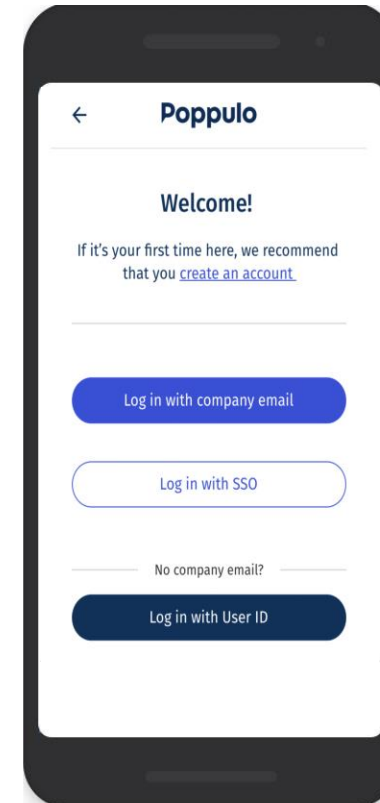 Poppulo
Welcome!
If it's your first time here, we recommend
that you create an account
Log in with company email
Log in with SSO
No company email?
Log in with User ID